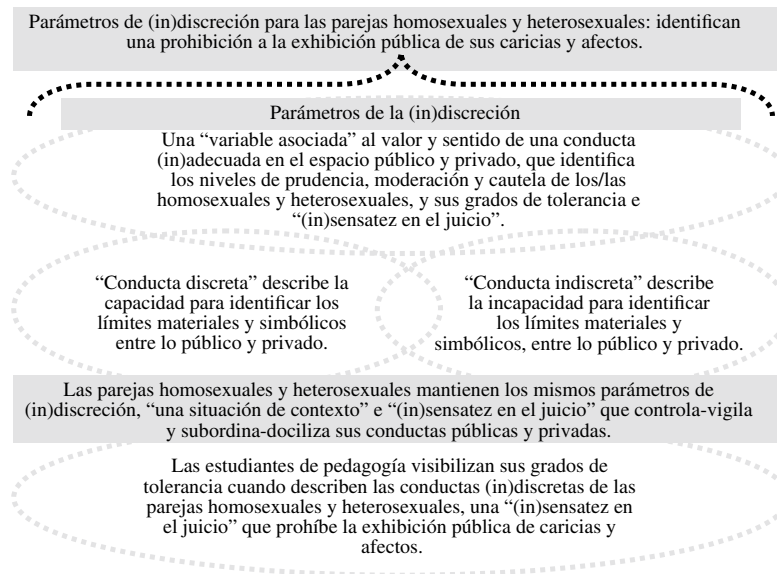 Parámetros de (in)discreción para las parejas homosexuales y heterosexuales: identifican
una prohibición a la exhibición pública de sus caricias y afectos.
Parámetros de la (in)discreción
Una “variable asociada” al valor y sentido de una conducta
(in)adecuada en el espacio público y privado, que identifica
los niveles de prudencia, moderación y cautela de los/las
homosexuales y heterosexuales, y sus grados de tolerancia e
“(in)sensatez en el juicio”.
“Conducta discreta” describe la
capacidad para identificar los
límites materiales y simbólicos
entre lo público y privado.
“Conducta indiscreta” describe
la incapacidad para identificar
los límites materiales y
simbólicos, entre lo público y privado.
Las parejas homosexuales y heterosexuales mantienen los mismos parámetros de
(in)discreción, “una situación de contexto” e “(in)sensatez en el juicio” que controla-vigila
y subordina-dociliza sus conductas públicas y privadas.
Las estudiantes de pedagogía visibilizan sus grados de
tolerancia cuando describen las conductas (in)discretas de las
parejas homosexuales y heterosexuales, una “(in)sensatez en
el juicio” que prohíbe la exhibición pública de caricias y
afectos.